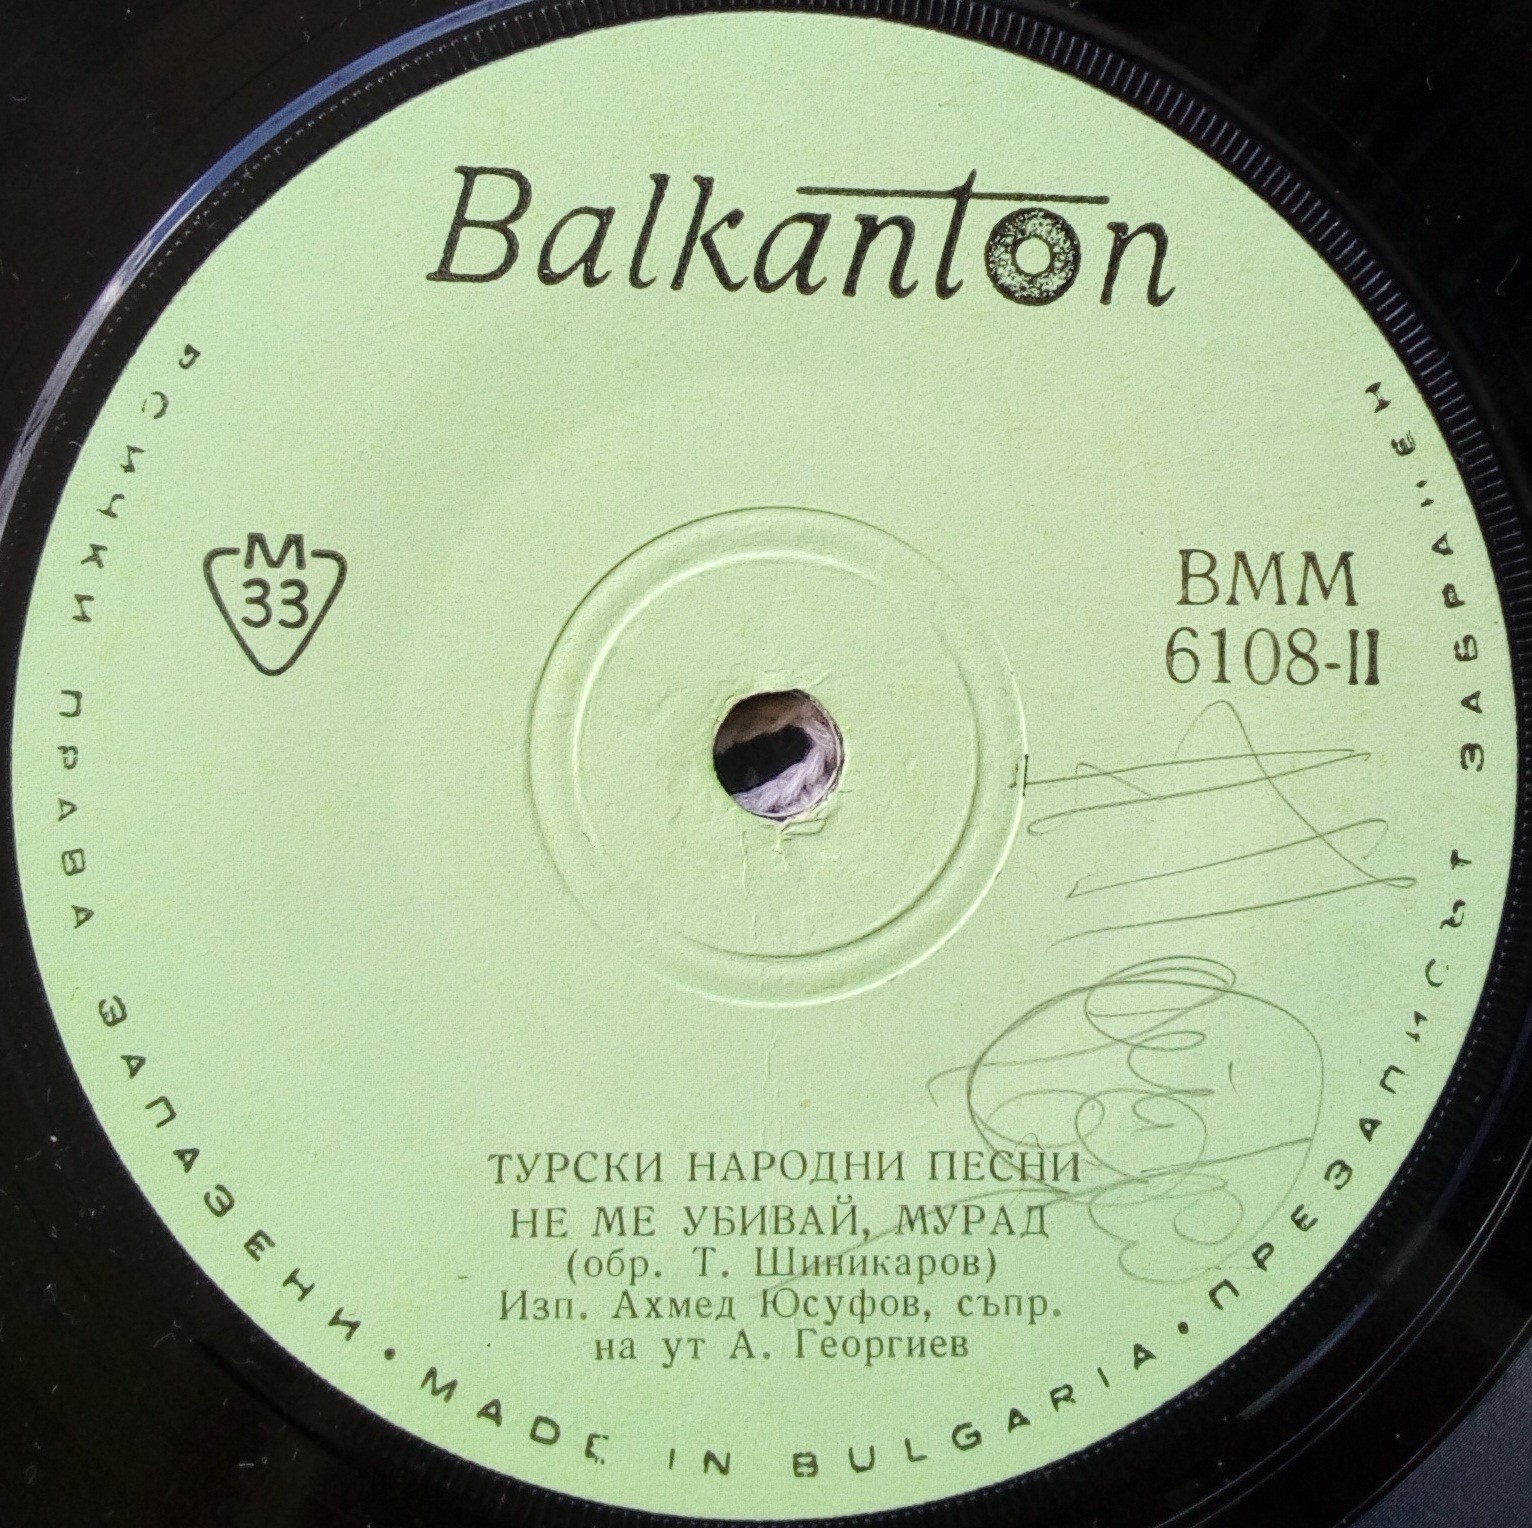 Balkanton
М
33
ВММ
6108-II
ТУРСКИ НАРОДНИ ПЕСНИ
НЕ МЕ УБИВАЙ, МУРАД
(обр. Т. Шиникаров)
Изп. Ахмед Юсуфов, съпр.
на ут А. Георгиев
ВСИЧКИ ПРАВА ЗАПАЗЕНИ • MADE IN BULGARIA • ПРЕЗАПИСЪТ ЗАБРАНЕН